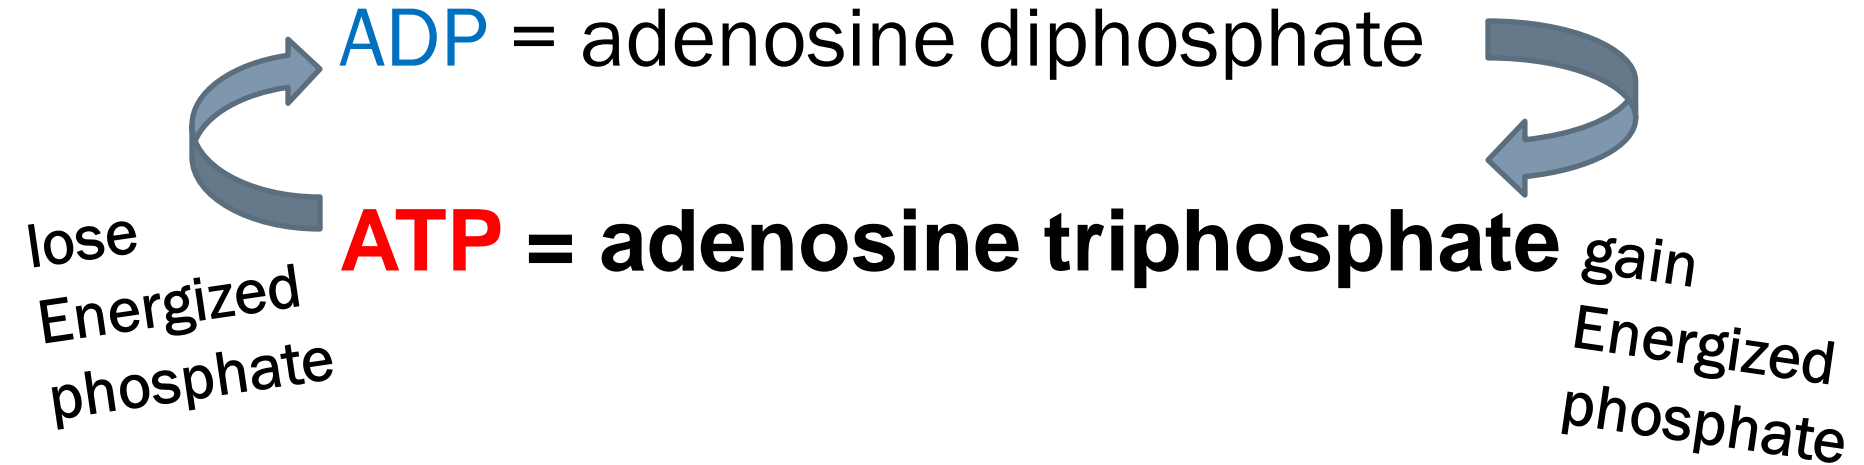 ADP = adenosine diphosphate
ATP = adenosine triphosphate
lose
Energized
phosphate
gain
Energized
phosphate